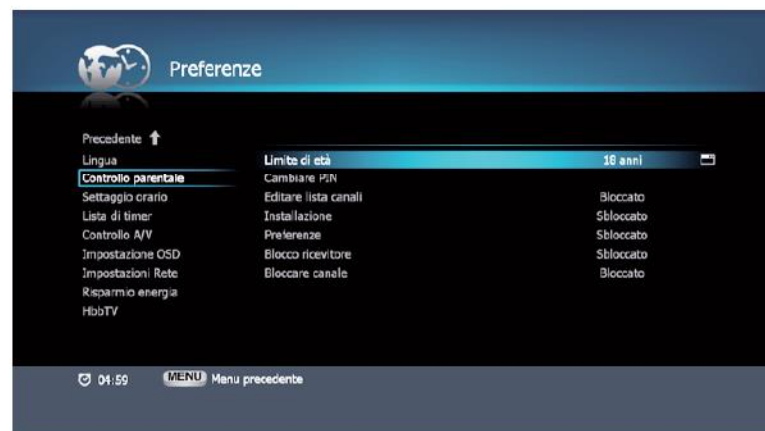 Preferenze
Precedente
Lingua
Controllo parentale
Settaggio orario
Lista di timer
Controllo A/V
Impostazione OSD
Impostazioni Rete
Risparmio energia
HbbTV
Limite di età 18 anni
Cambiare PIN
Editare lista canali Bloccato
Installazione Sbloccato
Preferenze Sbloccato
Blocco ricevitore Sbloccato
Bloccare canale Bloccato
04:59 MENU Menu precedente